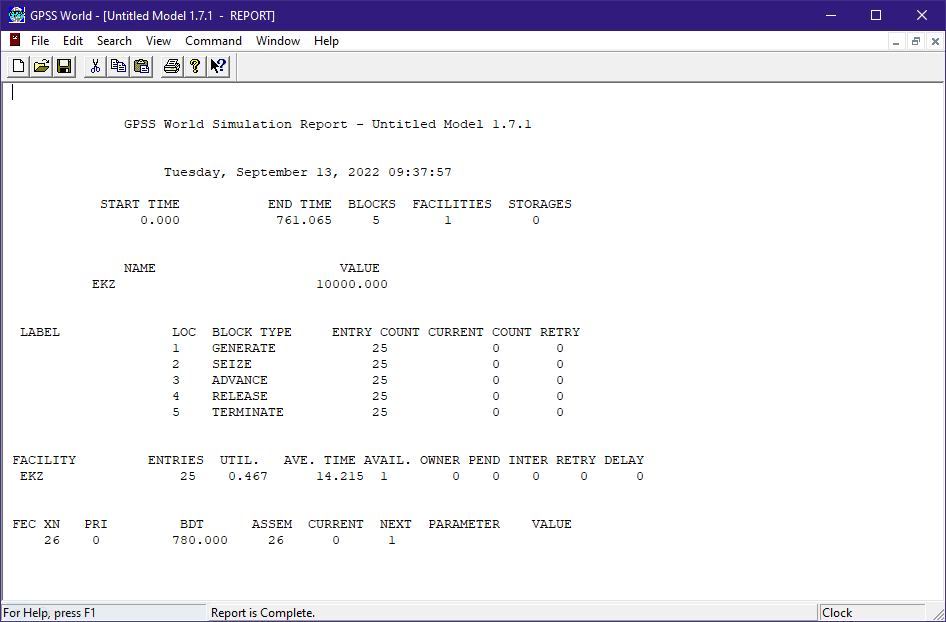 GPSS World - [Untitled Model 1.7.1 - REPORT]
File Edit Search View Command Window Help
GPSS World Simulation Report - Untitled Model 1.7.1
Tuesday, September 13, 2022 09:37:57
START TIME END TIME BLOCKS FACILITIES STORAGES
0.000 761.065 5 1 0
NAME VALUE
EKZ 10000.000
LABEL LOC BLOCK TYPE ENTRY COUNT CURRENT COUNT RETRY
1 GENERATE 25 0 0
2 SEIZE 25 0 0
3 ADVANCE 25 0 0
4 RELEASE 25 0 0
5 TERMINATE 25 0 0
FACILITY ENTRIES UTIL. AVE. TIME AVAIL. OWNER PEND INTER RETRY DELAY
EKZ 25 0.467 14.215 1 0 0 0 0 0
FEC XN PRI BDT ASSEM CURRENT NEXT PARAMETER VALUE
26 0 780.000 26 0 1
For Help, press F1 Report is Complete. Clock